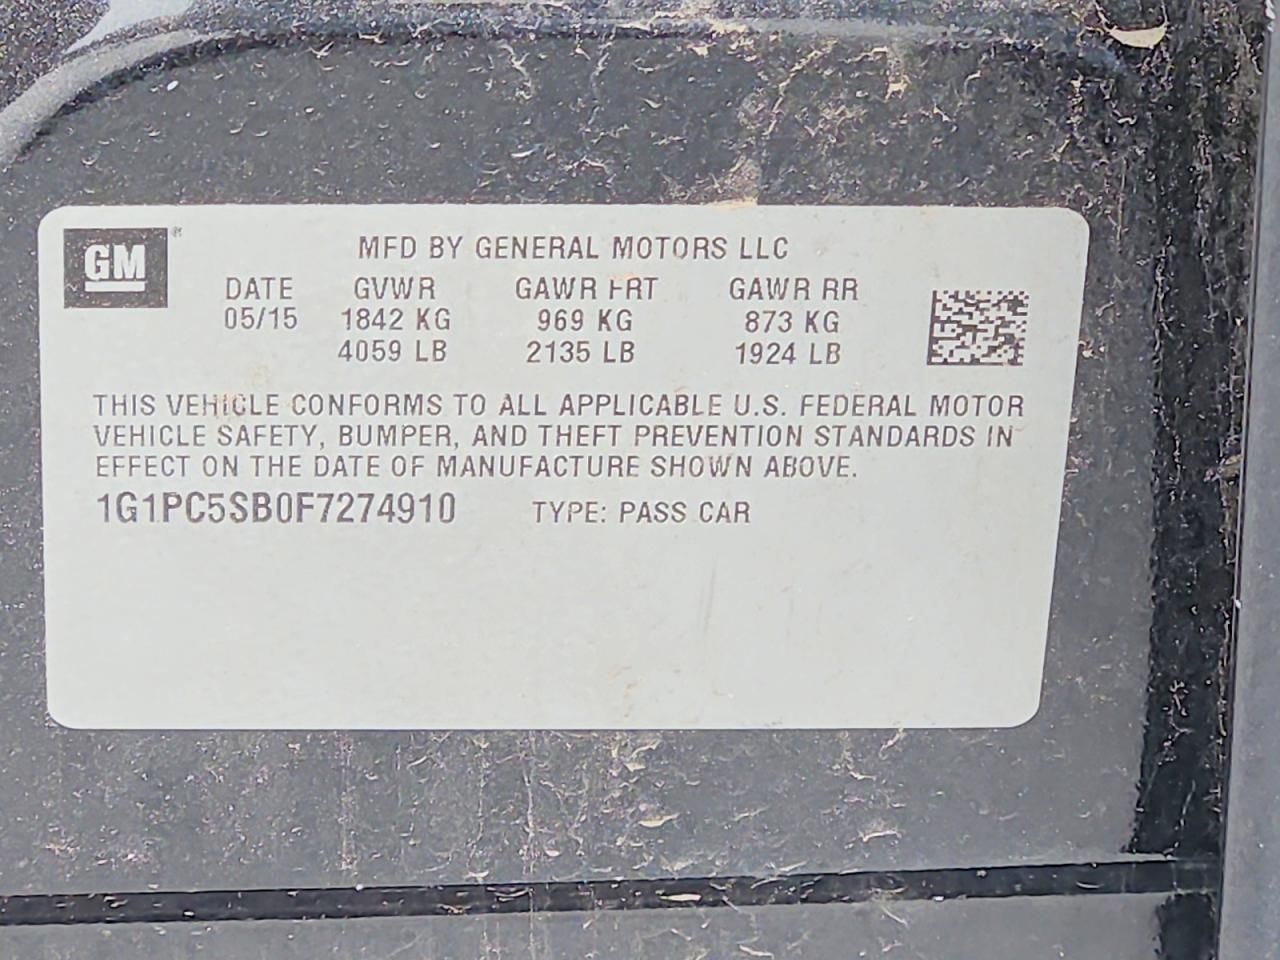 GM
MFD BY GENERAL MOTORS LLC
DATE GVWR GAWR FRT GAWR RR
05/15 1842 KG 969 KG 873 KG
4059 LB 2135 LB 1924 LB
THIS VEHICLE CONFORMS TO ALL APPLICABLE U.S. FEDERAL MOTOR
VEHICLE SAFETY, BUMPER, AND THEFT PREVENTION STANDARDS IN
EFFECT ON THE DATE OF MANUFACTURE SHOWN ABOVE.
1G1PC5SB0F7274910 TYPE: PASS CAR